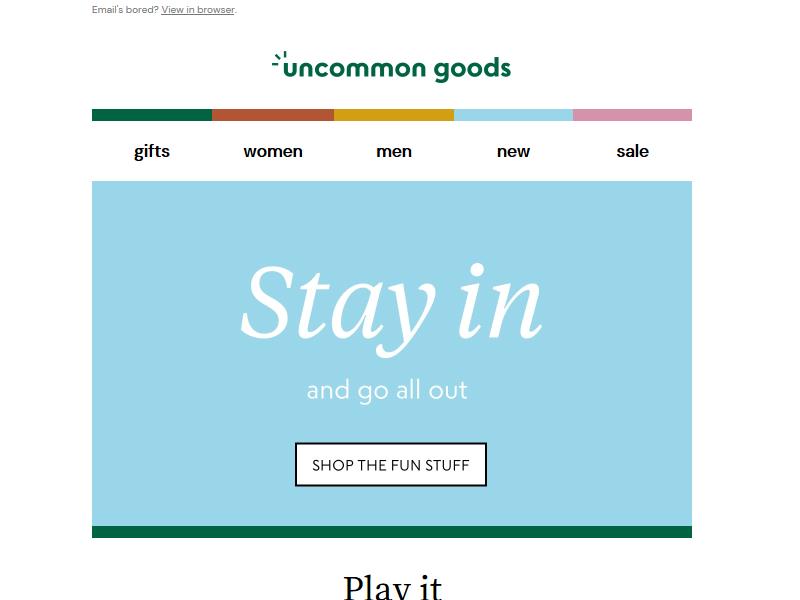 Email's bored? View in browser.
uncommon goods
gifts women men new sale
Stay in
and go all out
SHOP THE FUN STUFF
Play it